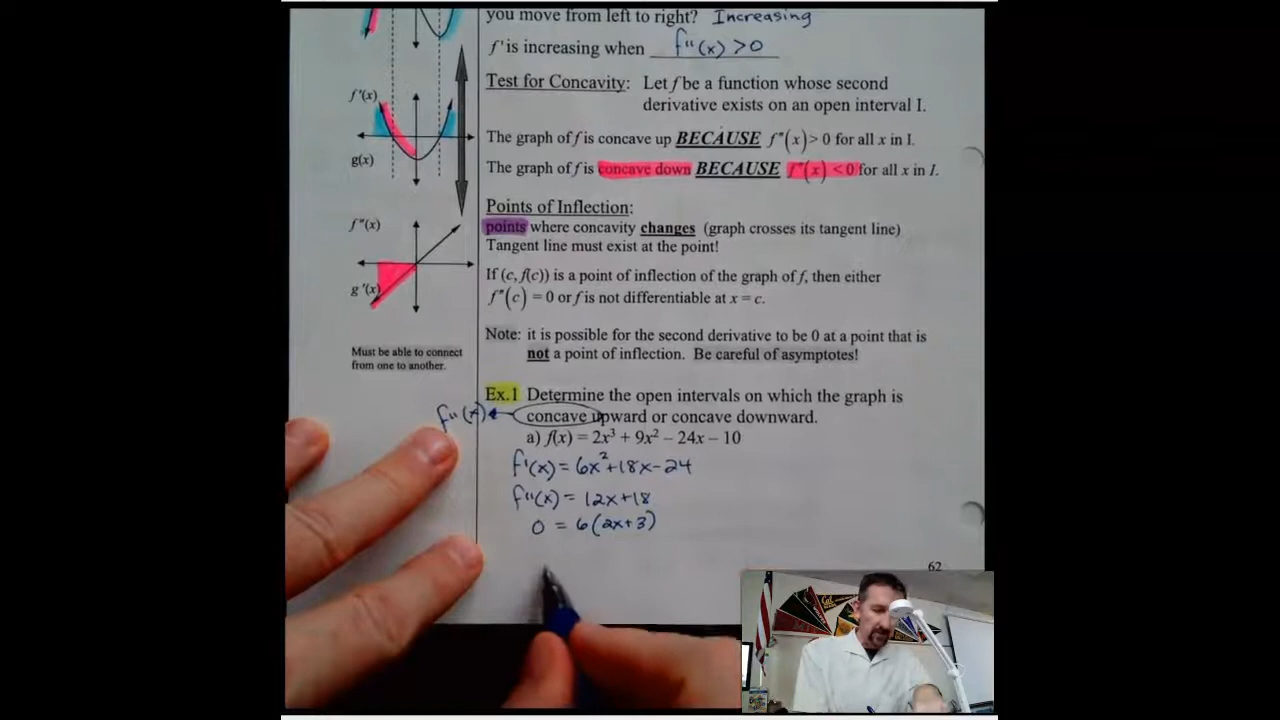 you move from left to right? Increasing
f' is increasing when f''(x) >0
Test for Concavity: Let f be a function whose second
derivative exists on an open interval I.
The graph of f is concave up BECAUSE f"(x) > 0 for all x in I.
The graph of f is concave down BECAUSE f"(x) < 0 for all x in I.
Points of Inflection:
points where concavity changes (graph crosses its tangent line)
Tangent line must exist at the point!
If (c, f(c)) is a point of inflection of the graph of f, then either
f"(c) = 0 or f is not differentiable at x = c.
Note: it is possible for the second derivative to be 0 at a point that is
not a point of inflection. Be careful of asymptotes!
f'(x)
g(x)
f"(x)
g'(x)
Must be able to connect
from one to another.
Ex.1 Determine the open intervals on which the graph is
f''(x) concave upward or concave downward.
a) f(x) = 2x³ + 9x² – 24x – 10
f'(x) = 6x²+18x-24
f''(x) = 12x+18
0 = 6(2x+3)
62
Cal